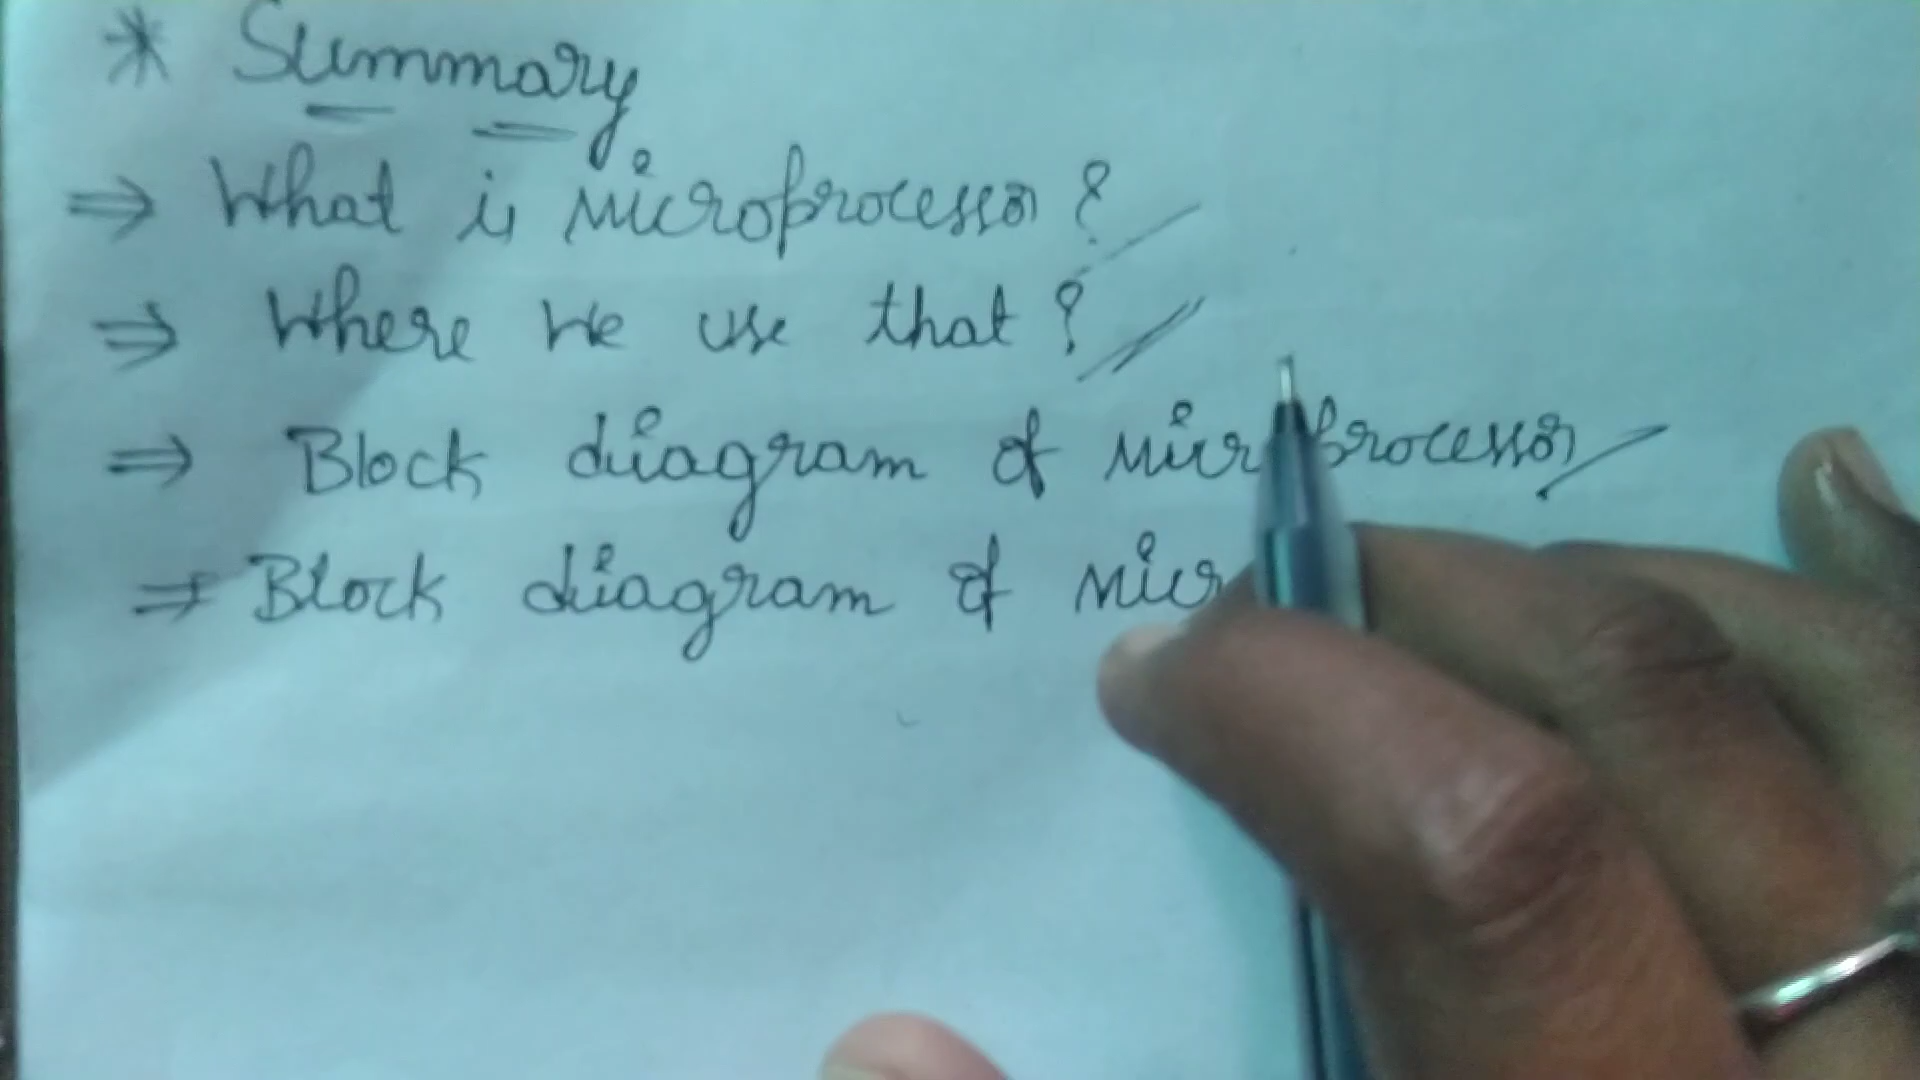 * Summary
⇒ What is microprocessor?
⇒ Where we use that?
⇒ Block diagram of microprocessor
⇒ Block diagram of